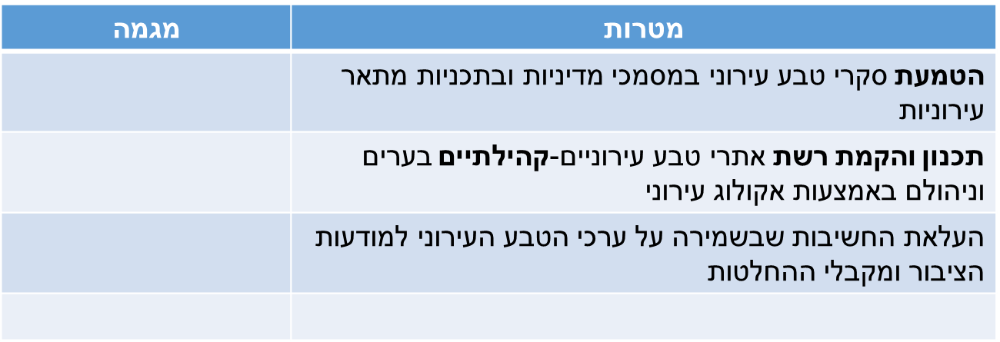 מטרות
מגמה
הטמעת סקרי טבע עירוני במסמכי מדיניות ובתכניות מתאר
עירוניות
תכנון והקמת רשת אתרי טבע עירוניים-קהילתיים בערים
וניהולם באמצעות אקולוג עירוני
העלאת החשיבות שבשמירה על ערכי הטבע העירוני למודעות
הציבור ומקבלי ההחלטות